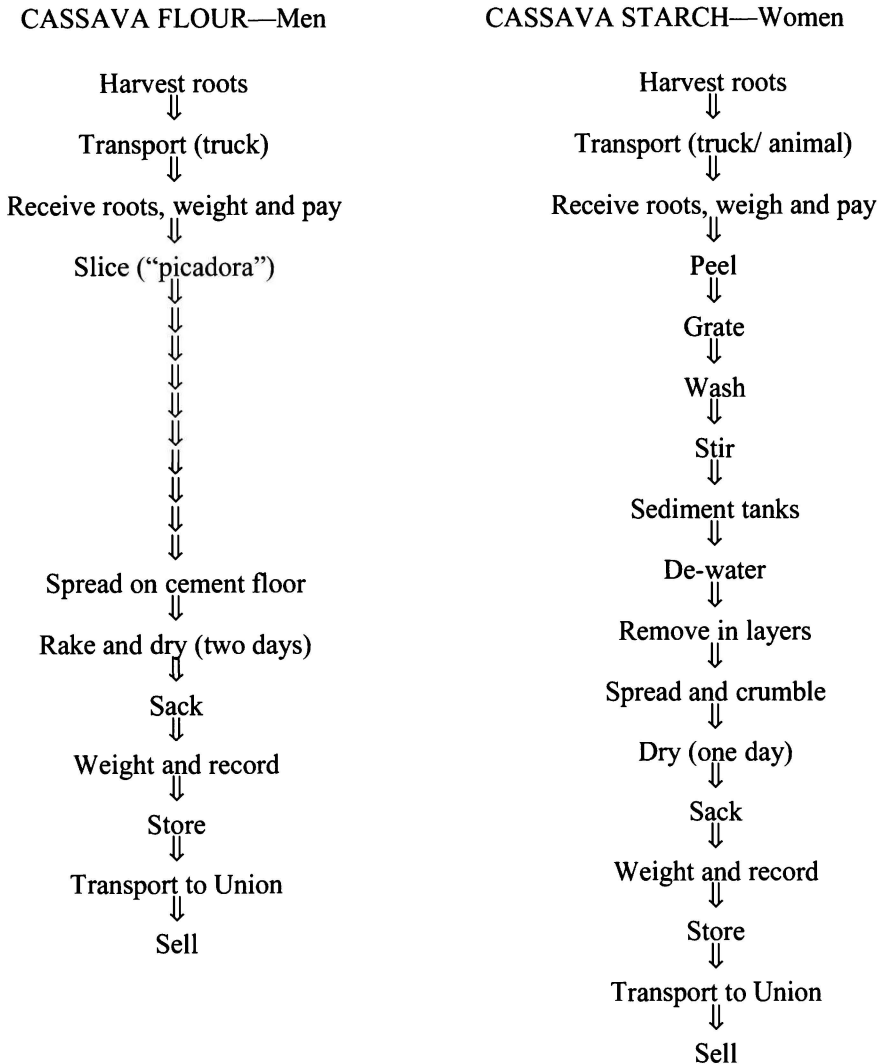 CASSAVA FLOUR—Men
Harvest roots
⇓
Transport (truck)
⇓
Receive roots, weight and pay
⇓
Slice (“picadora”)
⇓
⇓
⇓
⇓
⇓
⇓
⇓
⇓
⇓
⇓
Spread on cement floor
⇓
Rake and dry (two days)
⇓
Sack
⇓
Weight and record
⇓
Store
⇓
Transport to Union
⇓
Sell
CASSAVA STARCH—Women
Harvest roots
⇓
Transport (truck/ animal)
⇓
Receive roots, weigh and pay
⇓
Peel
⇓
Grate
⇓
Wash
⇓
Stir
⇓
Sediment tanks
⇓
De-water
⇓
Remove in layers
⇓
Spread and crumble
⇓
Dry (one day)
⇓
Sack
⇓
Weight and record
⇓
Store
⇓
Transport to Union
⇓
Sell